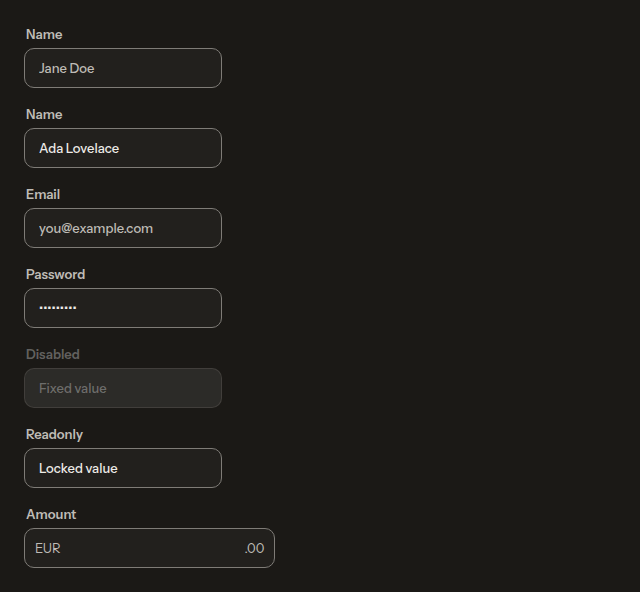 Name
Jane Doe
Name
Ada Lovelace
Email
you@example.com
Password
•••••••••
Disabled
Fixed value
Readonly
Locked value
Amount
EUR .00